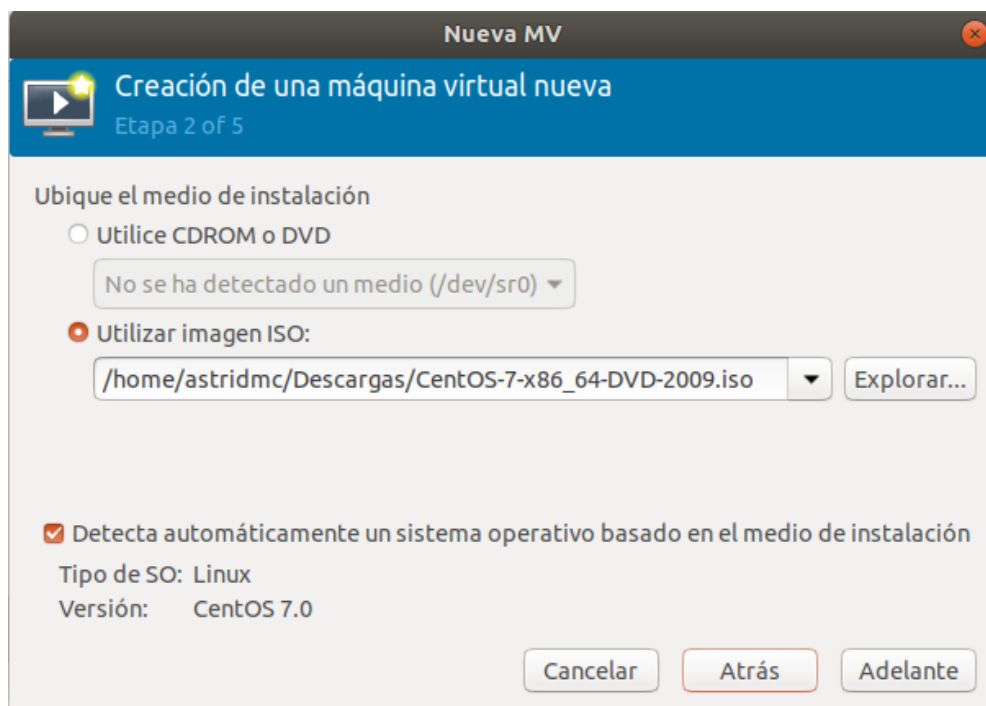 Nueva MV
Creación de una máquina virtual nueva
Etapa 2 of 5
Ubique el medio de instalación
Utilice CDROM o DVD
No se ha detectado un medio (/dev/sr0)
Utilizar imagen ISO:
/home/astridmc/Descargas/CentOS-7-x86_64-DVD-2009.iso Explorar...
Detecta automáticamente un sistema operativo basado en el medio de instalación
Tipo de SO: Linux
Versión: CentOS 7.0
Cancelar Atrás Adelante